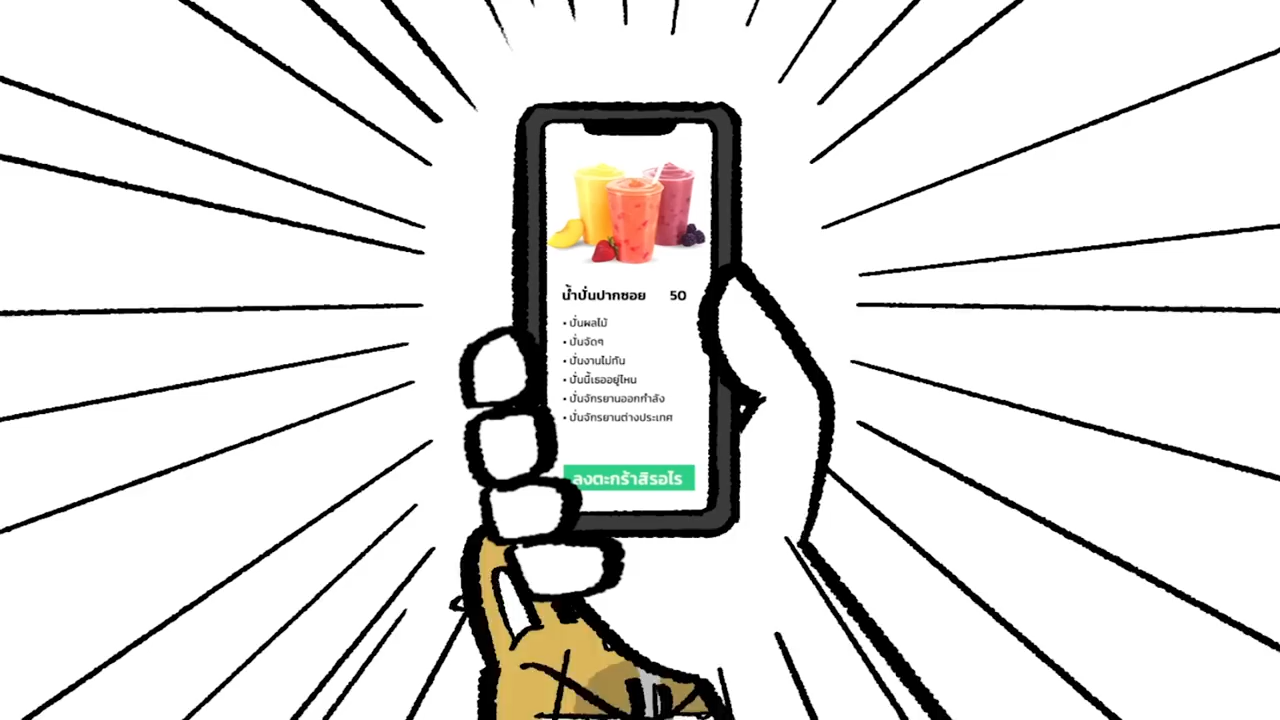 น้ำปั่นปากซอย 50
• ปั่นผลไม้
• ปั่นจัดๆ
• ปั่นงานไม่ทัน
• ปั่นนี้เธออยู่ไหน
• ปั่นจักรยานออกกำลัง
• ปั่นจักรยานต่างประเทศ
ลงตะกร้าสิรอไร